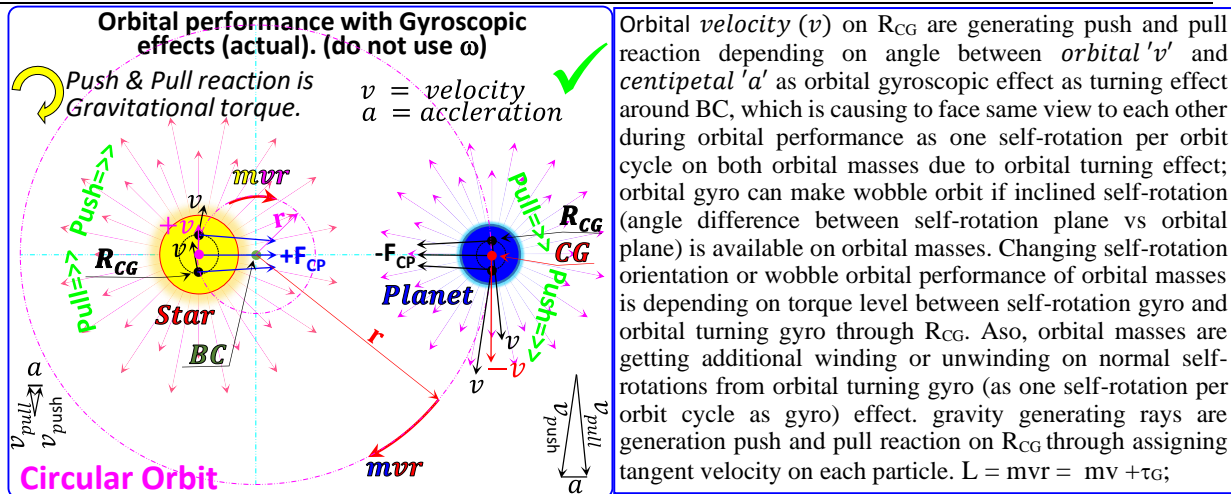 Orbital performance with Gyroscopic
effects (actual). (do not use ω)
Push & Pull reaction is
Gravitational torque.
v = velocity
a = accleration
Push=>>
Pull=>>
mvr
r
v
+v
v
R_CG
+F_CP
Star
BC
r
Pull=>>
Push=>>
R_CG
CG
-F_CP
Planet
v
−v
v
a
v_pull
v_push
v_push
v_pull
a
mvr
Circular Orbit
Orbital velocity (v) on R_CG are generating push and pull
reaction depending on angle between orbital 'v' and
centipetal 'a' as orbital gyroscopic effect as turning effect
around BC, which is causing to face same view to each other
during orbital performance as one self-rotation per orbit
cycle on both orbital masses due to orbital turning effect;
orbital gyro can make wobble orbit if inclined self-rotation
(angle difference between self-rotation plane vs orbital
plane) is available on orbital masses. Changing self-rotation
orientation or wobble orbital performance of orbital masses
is depending on torque level between self-rotation gyro and
orbital turning gyro through R_CG. Aso, orbital masses are
getting additional winding or unwinding on normal self-
rotations from orbital turning gyro (as one self-rotation per
orbit cycle as gyro) effect. gravity generating rays are
generation push and pull reaction on R_CG through assigning
tangent velocity on each particle. L = mvr = mv +τ_G;